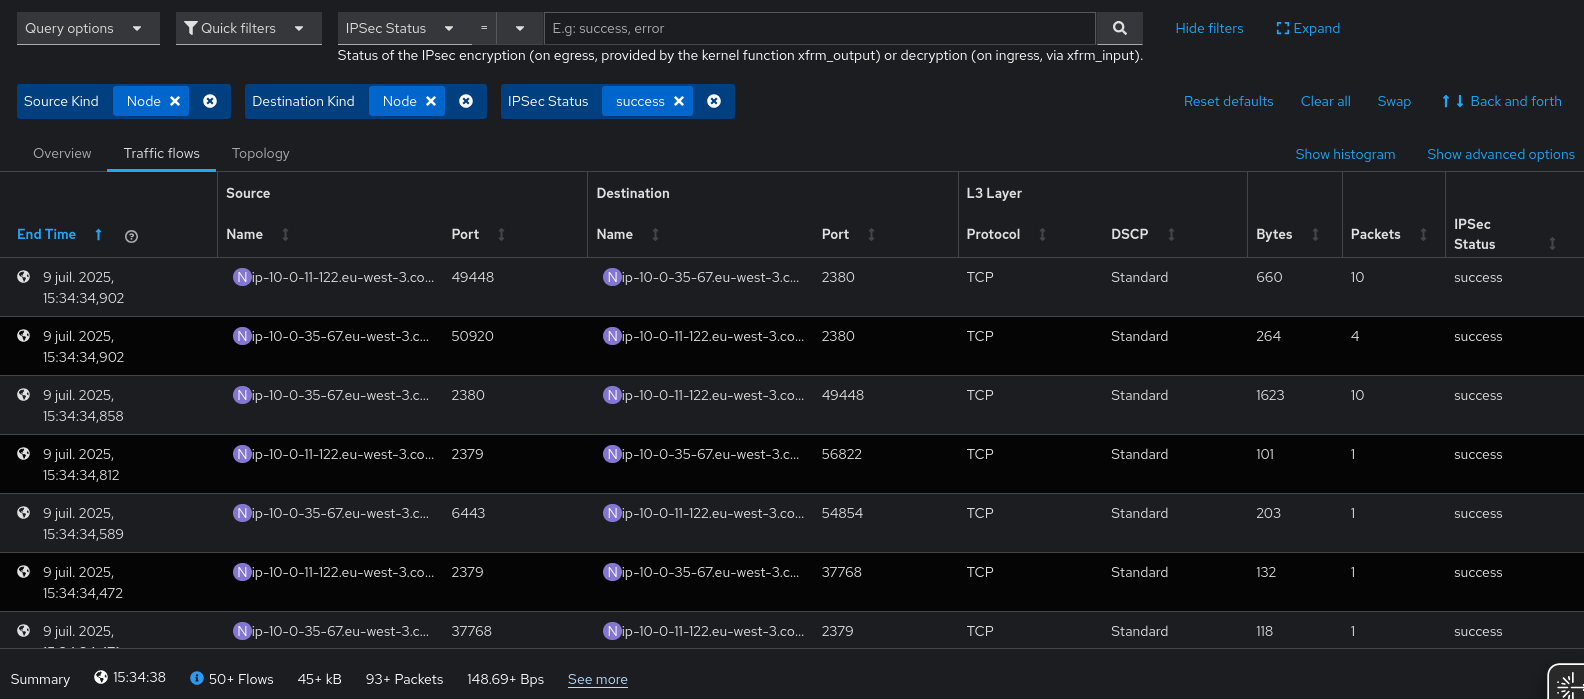 Query options Quick filters IPSec Status = E.g: success, error Hide filters Expand
Status of the IPsec encryption (on egress, provided by the kernel function xfrm_output) or decryption (on ingress, via xfrm_input).
Source Kind Node Destination Kind Node IPSec Status success Reset defaults Clear all Swap Back and forth
Overview Traffic flows Topology Show histogram Show advanced options
Source Destination L3 Layer
End Time Name Port Name Port Protocol DSCP Bytes Packets IPSec Status
9 juil. 2025, N ip-10-0-11-122.eu-west-3.co... 49448 N ip-10-0-35-67.eu-west-3.c... 2380 TCP Standard 660 10 success
15:34:34,902
9 juil. 2025, N ip-10-0-35-67.eu-west-3.c... 50920 N ip-10-0-11-122.eu-west-3.co... 2380 TCP Standard 264 4 success
15:34:34,902
9 juil. 2025, N ip-10-0-35-67.eu-west-3.c... 2380 N ip-10-0-11-122.eu-west-3.co... 49448 TCP Standard 1623 10 success
15:34:34,858
9 juil. 2025, N ip-10-0-11-122.eu-west-3.co... 2379 N ip-10-0-35-67.eu-west-3.c... 56822 TCP Standard 101 1 success
15:34:34,812
9 juil. 2025, N ip-10-0-35-67.eu-west-3.c... 6443 N ip-10-0-11-122.eu-west-3.co... 54854 TCP Standard 203 1 success
15:34:34,589
9 juil. 2025, N ip-10-0-11-122.eu-west-3.co... 2379 N ip-10-0-35-67.eu-west-3.c... 37768 TCP Standard 132 1 success
15:34:34,472
9 juil. 2025, N ip-10-0-35-67.eu-west-3.c... 37768 N ip-10-0-11-122.eu-west-3.co... 2379 TCP Standard 118 1 success
Summary 15:34:38 50+ Flows 45+ kB 93+ Packets 148.69+ Bps See more